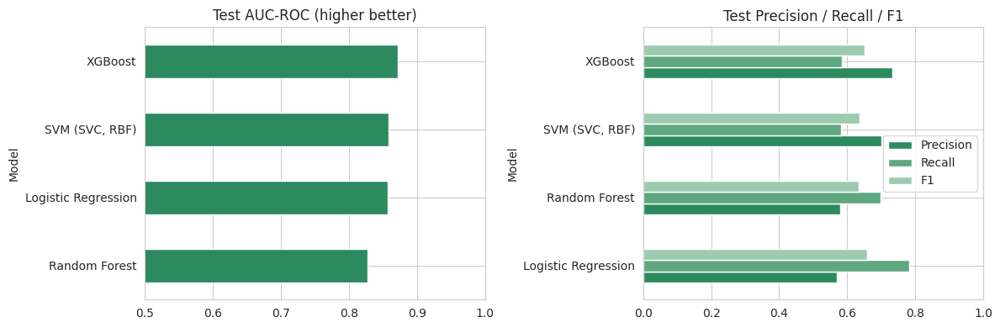 Test AUC-ROC (higher better)
Model
XGBoost
SVM (SVC, RBF)
Logistic Regression
Random Forest
0.5 0.6 0.7 0.8 0.9 1.0
Test Precision / Recall / F1
Model
XGBoost
SVM (SVC, RBF)
Random Forest
Logistic Regression
0.0 0.2 0.4 0.6 0.8 1.0
Precision
Recall
F1